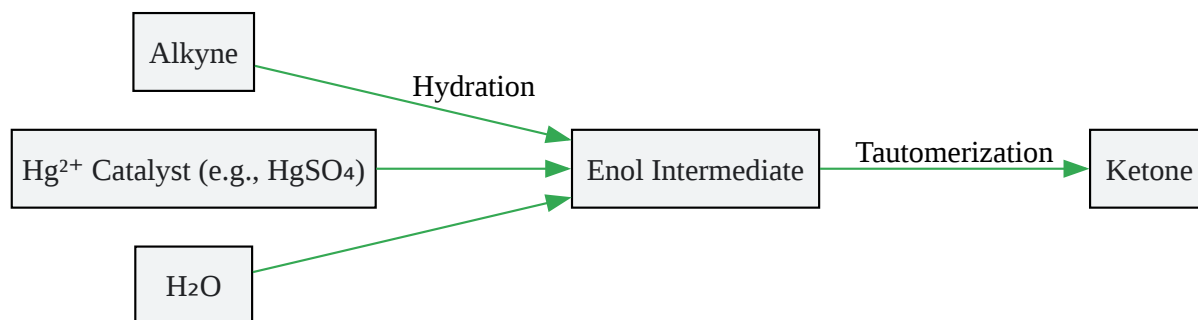 Alkyne
Hydration
Hg²⁺ Catalyst (e.g., HgSO₄)
Enol Intermediate
Tautomerization
Ketone
H₂O